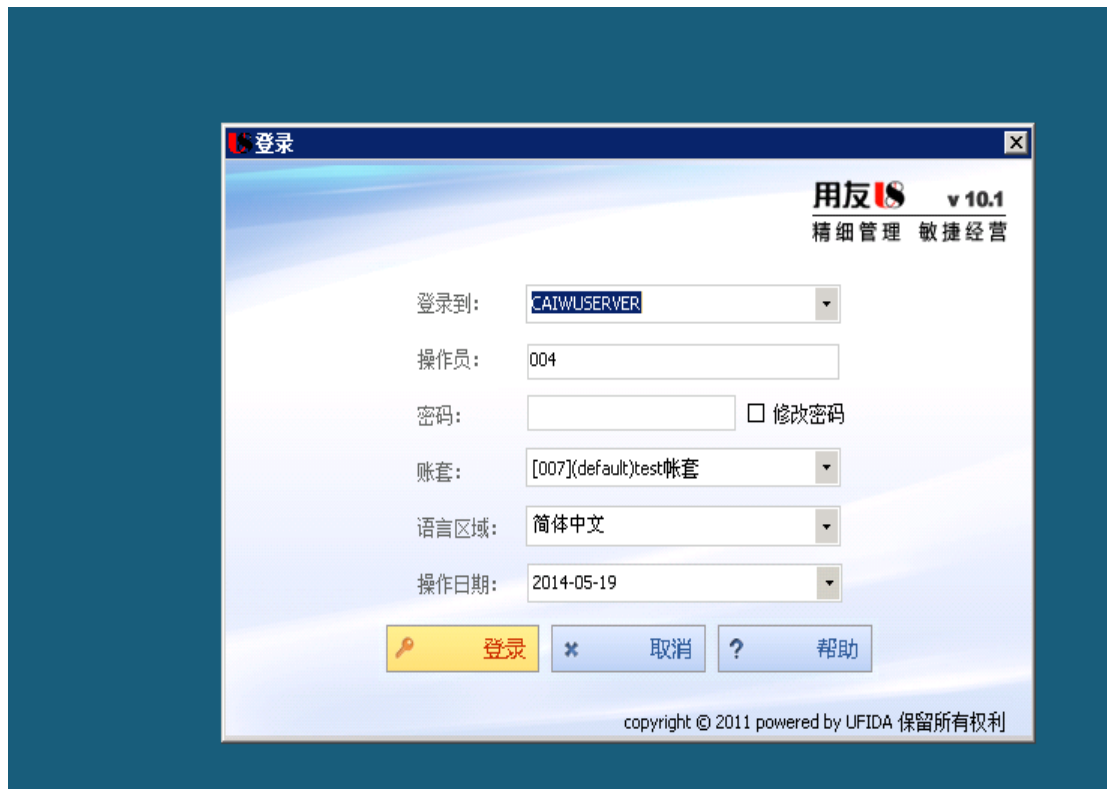 登录
用友U8 v 10.1
精细管理 敏捷经营
登录到: CAIWUSERVER
操作员: 004
密码: 修改密码
账套: [007](default)test帐套
语言区域: 简体中文
操作日期: 2014-05-19
登录 取消 ? 帮助
copyright © 2011 powered by UFIDA 保留所有权利